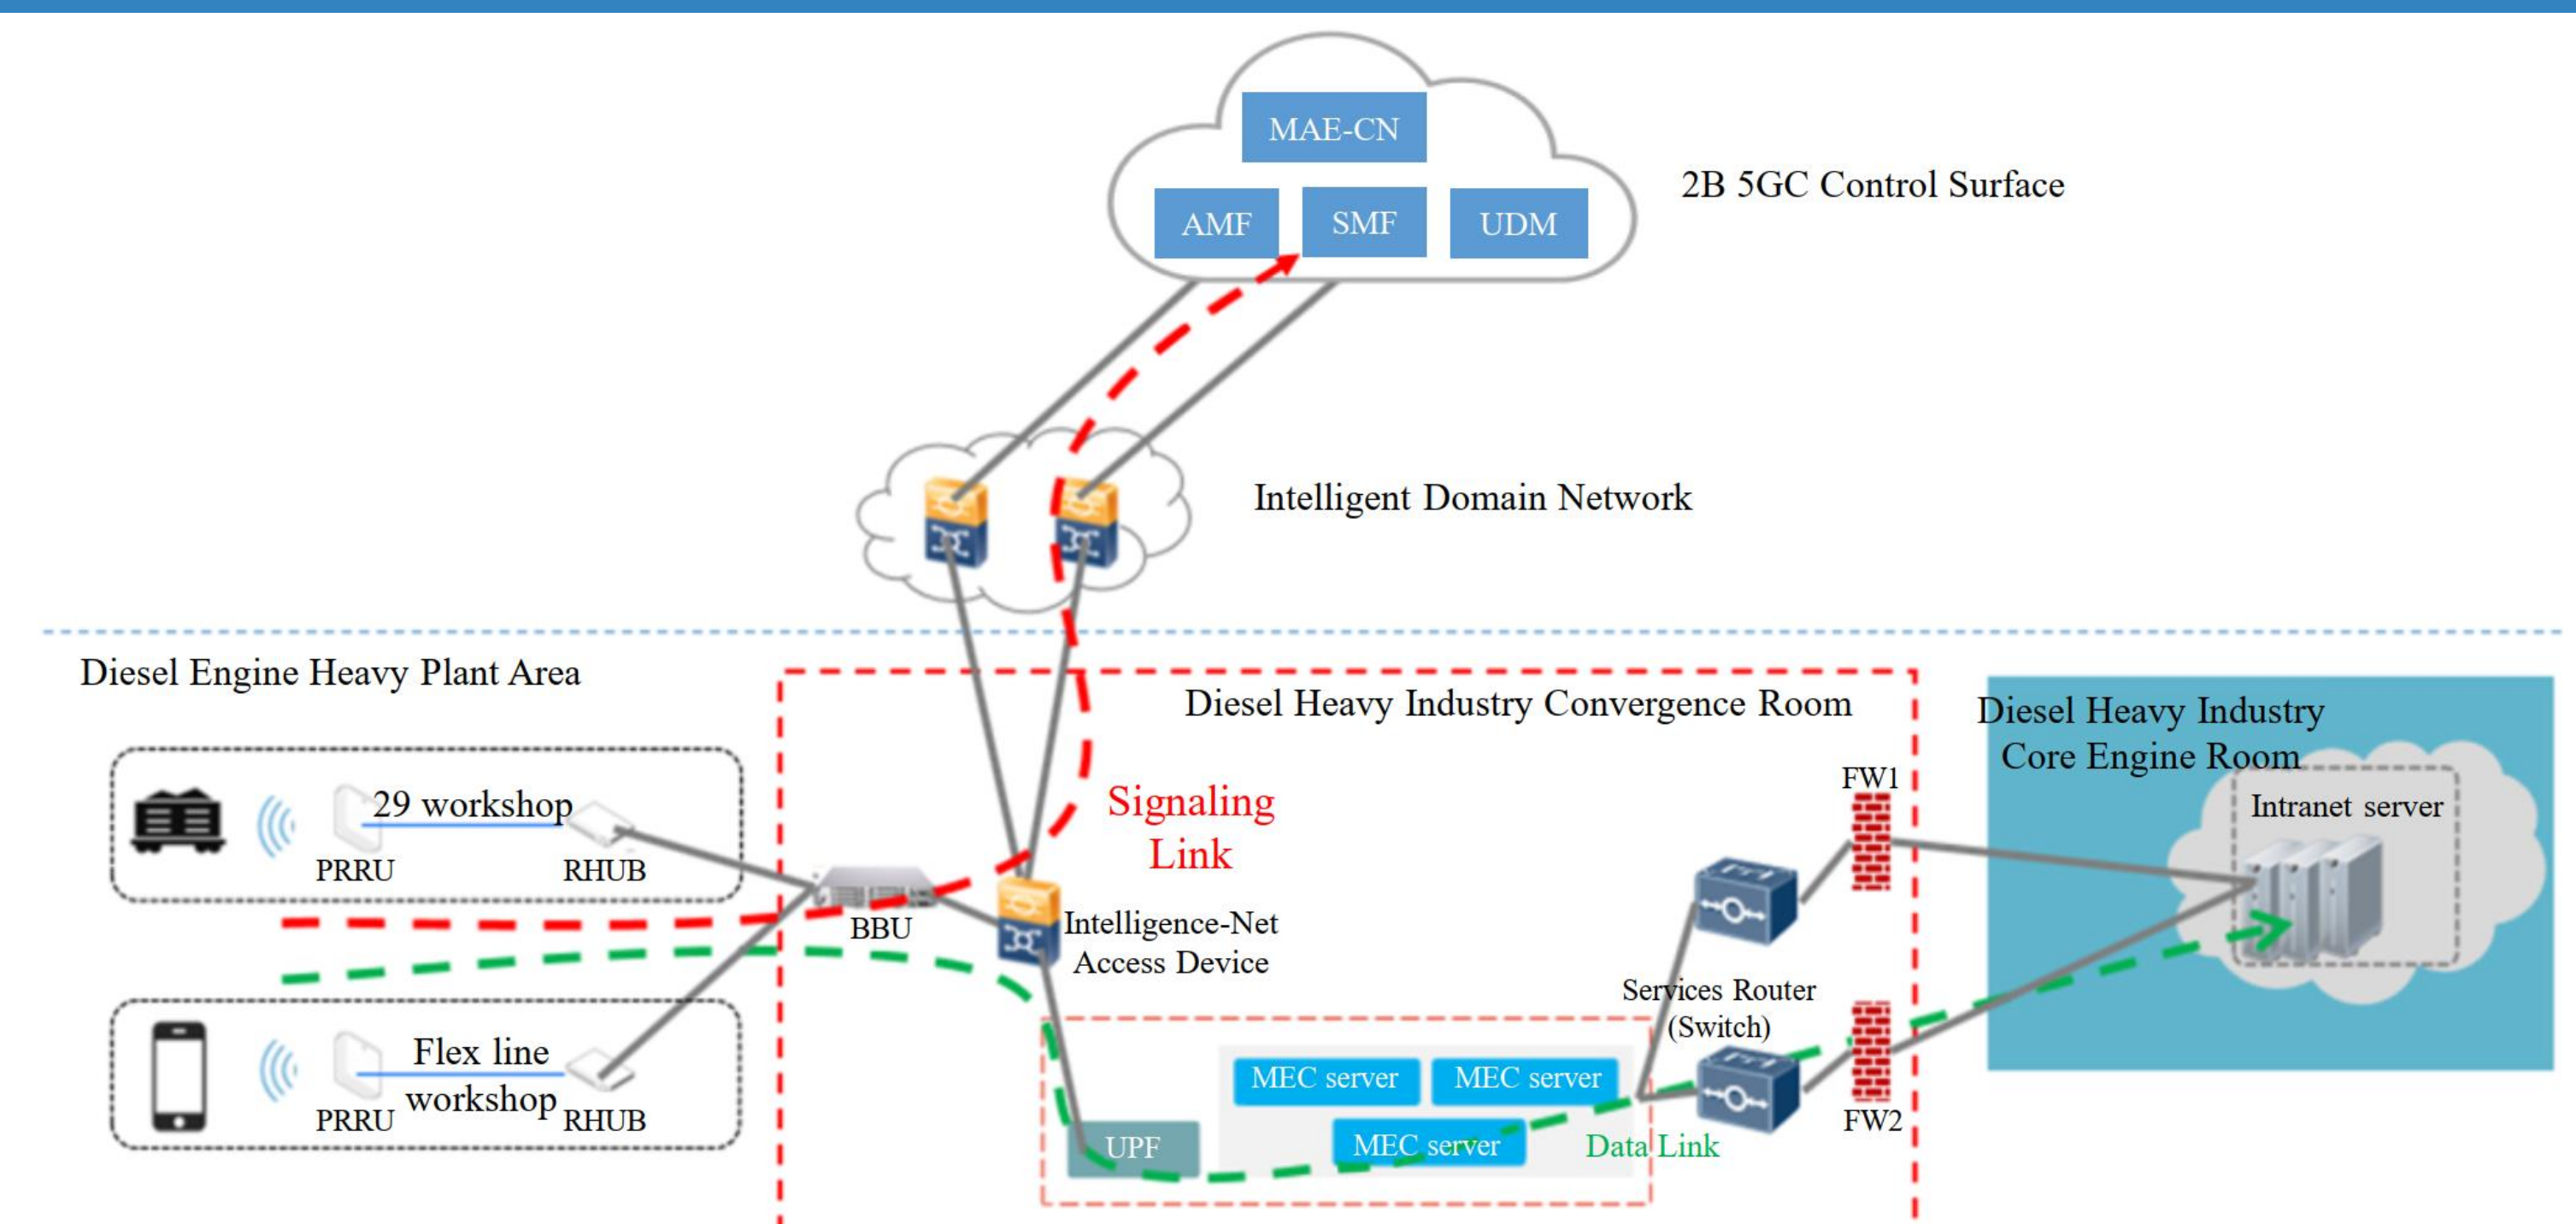 MAE-CN
2B 5GC Control Surface
AMF
SMF
UDM
Intelligent Domain Network
Diesel Engine Heavy Plant Area
Diesel Heavy Industry Convergence Room
Diesel Heavy Industry
Core Engine Room
29 workshop
PRRU
RHUB
Signaling
Link
FW1
Intranet server
BBU
Intelligence-Net
Access Device
Services Router
(Switch)
Flex line
workshop
PRRU
RHUB
MEC server
MEC server
MEC server
UPF
Data Link
FW2